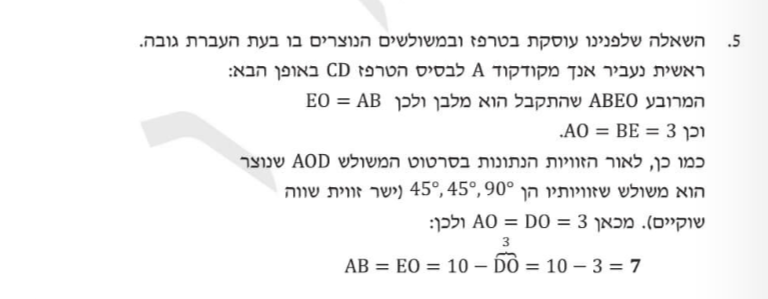 5. השאלה שלפנינו עוסקת בטרפז ובמשולשים הנוצרים בו בעת העברת גובה.
ראשית נעביר אנך מקודקוד A לבסיס הטרפז CD באופן הבא:
המרובע ABEO שהתקבל הוא מלבן ולכן EO = AB
וכן AO = BE = 3.
כמו כן, לאור הזוויות הנתונות בסרטוט המשולש AOD שנוצר
הוא משולש שזוויותיו הן 45°, 45°, 90° (ישר זווית שווה
שוקיים). מכאן AO = DO = 3 ולכן:
3
AB = EO = 10 − DO = 10 − 3 = 7